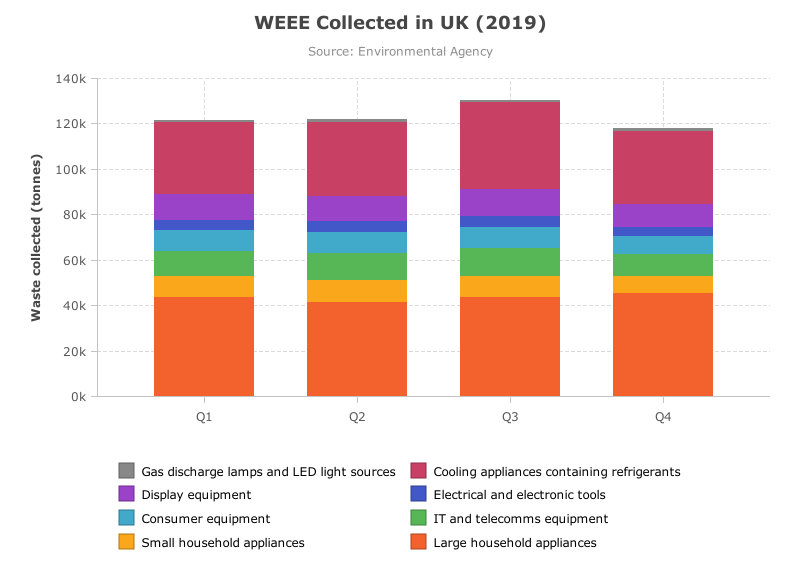 WEEE Collected in UK (2019)
Source: Environmental Agency
Waste collected (tonnes)
140k
120k
100k
80k
60k
40k
20k
0k
Q1 Q2 Q3 Q4
Gas discharge lamps and LED light sources Cooling appliances containing refrigerants
Display equipment Electrical and electronic tools
Consumer equipment IT and telecomms equipment
Small household appliances Large household appliances